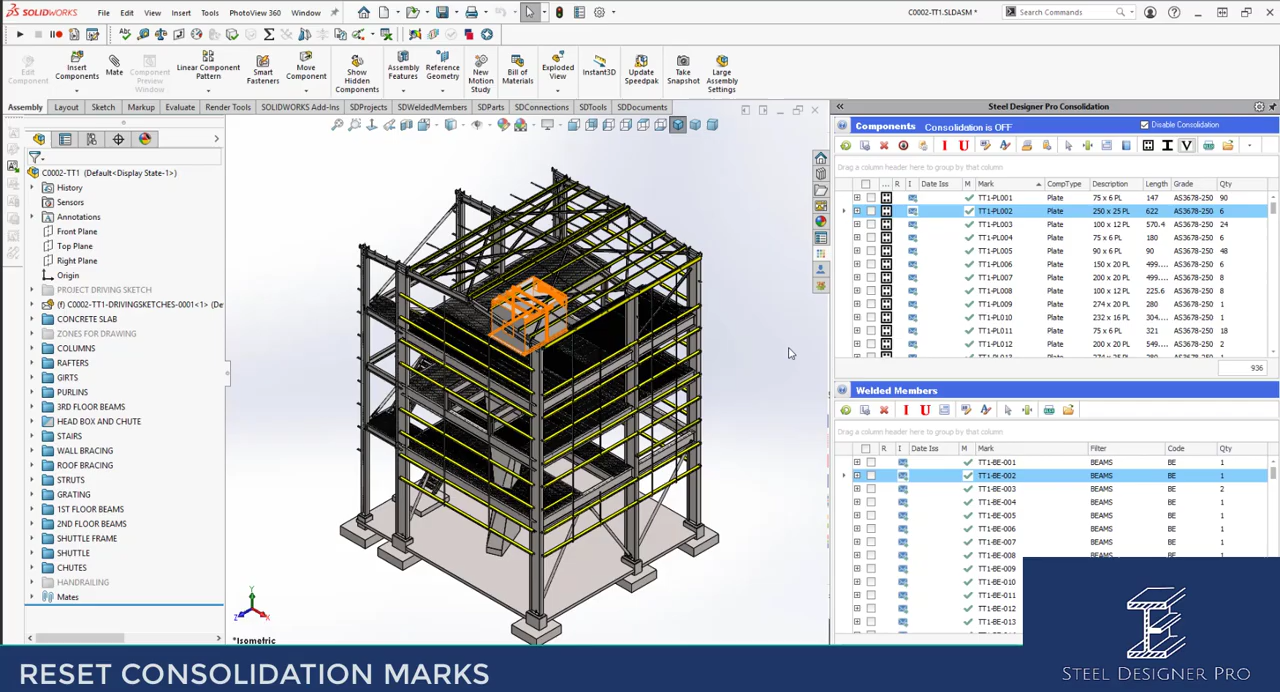 SOLIDWORKS File Edit View Insert Tools PhotoView 360 Window C0002-TT1.SLDASM * Search Commands
Edit Component
Insert Components
Mate
Component Preview Window
Linear Component Pattern
Smart Fasteners
Move Component
Show Hidden Components
Assembly Features
Reference Geometry
New Motion Study
Bill of Materials
Exploded View
Instant3D
Update Speedpak
Take Snapshot
Large Assembly Settings
Assembly Layout Sketch Markup Evaluate Render Tools SOLIDWORKS Add-Ins SDProjects SDWeldedMembers SDParts SDConnections SDTools SDDocuments
C0002-TT1 (Default<Display State-1>)
History
Sensors
Annotations
Front Plane
Top Plane
Right Plane
Origin
PROJECT DRIVING SKETCH
(f) C0002-TT1-DRIVINGSKETCHES-0001<1> (De
CONCRETE SLAB
ZONES FOR DRAWING
COLUMNS
RAFTERS
GIRTS
PURLINS
3RD FLOOR BEAMS
HEAD BOX AND CHUTE
STAIRS
WALL BRACING
ROOF BRACING
STRUTS
GRATING
1ST FLOOR BEAMS
2ND FLOOR BEAMS
SHUTTLE FRAME
SHUTTLE
CHUTES
HANDRAILING
Mates
Y
Z X
*Isometric
Steel Designer Pro Consolidation
Components Consolidation is OFF Disable Consolidation
Drag a column header here to group by that column
... R I Date Iss M Mark CompType Description Length Grade Qty
TT1-PL001 Plate 75 x 6 PL 147 AS3678-250 90
TT1-PL002 Plate 250 x 25 PL 622 AS3678-250 6
TT1-PL003 Plate 100 x 12 PL 570.4 AS3678-250 24
TT1-PL004 Plate 75 x 6 PL 180 AS3678-250 6
TT1-PL005 Plate 90 x 6 PL 90 AS3678-250 48
TT1-PL006 Plate 150 x 20 PL 499.... AS3678-250 6
TT1-PL007 Plate 200 x 20 PL 499.... AS3678-250 8
TT1-PL008 Plate 100 x 12 PL 225.6 AS3678-250 8
TT1-PL009 Plate 274 x 20 PL 280 AS3678-250 1
TT1-PL010 Plate 232 x 16 PL 304.... AS3678-250 1
TT1-PL011 Plate 75 x 6 PL 321 AS3678-250 18
TT1-PL012 Plate 200 x 20 PL 549.... AS3678-250 2
936
Welded Members
Drag a column header here to group by that column
R I Date Iss M Mark Filter Code Qty
TT1-BE-001 BEAMS BE 1
TT1-BE-002 BEAMS BE 1
TT1-BE-003 BEAMS BE 2
TT1-BE-004 BEAMS BE 1
TT1-BE-005 BEAMS BE 1
TT1-BE-006 BEAMS BE 1
TT1-BE-007 BEAMS BE 1
TT1-BE-008 BEAMS BE 1
TT1-BE-009
TT1-BE-010
TT1-BE-011
TT1-BE-012
TT1-BE-013
RESET CONSOLIDATION MARKS
STEEL DESIGNER PRO